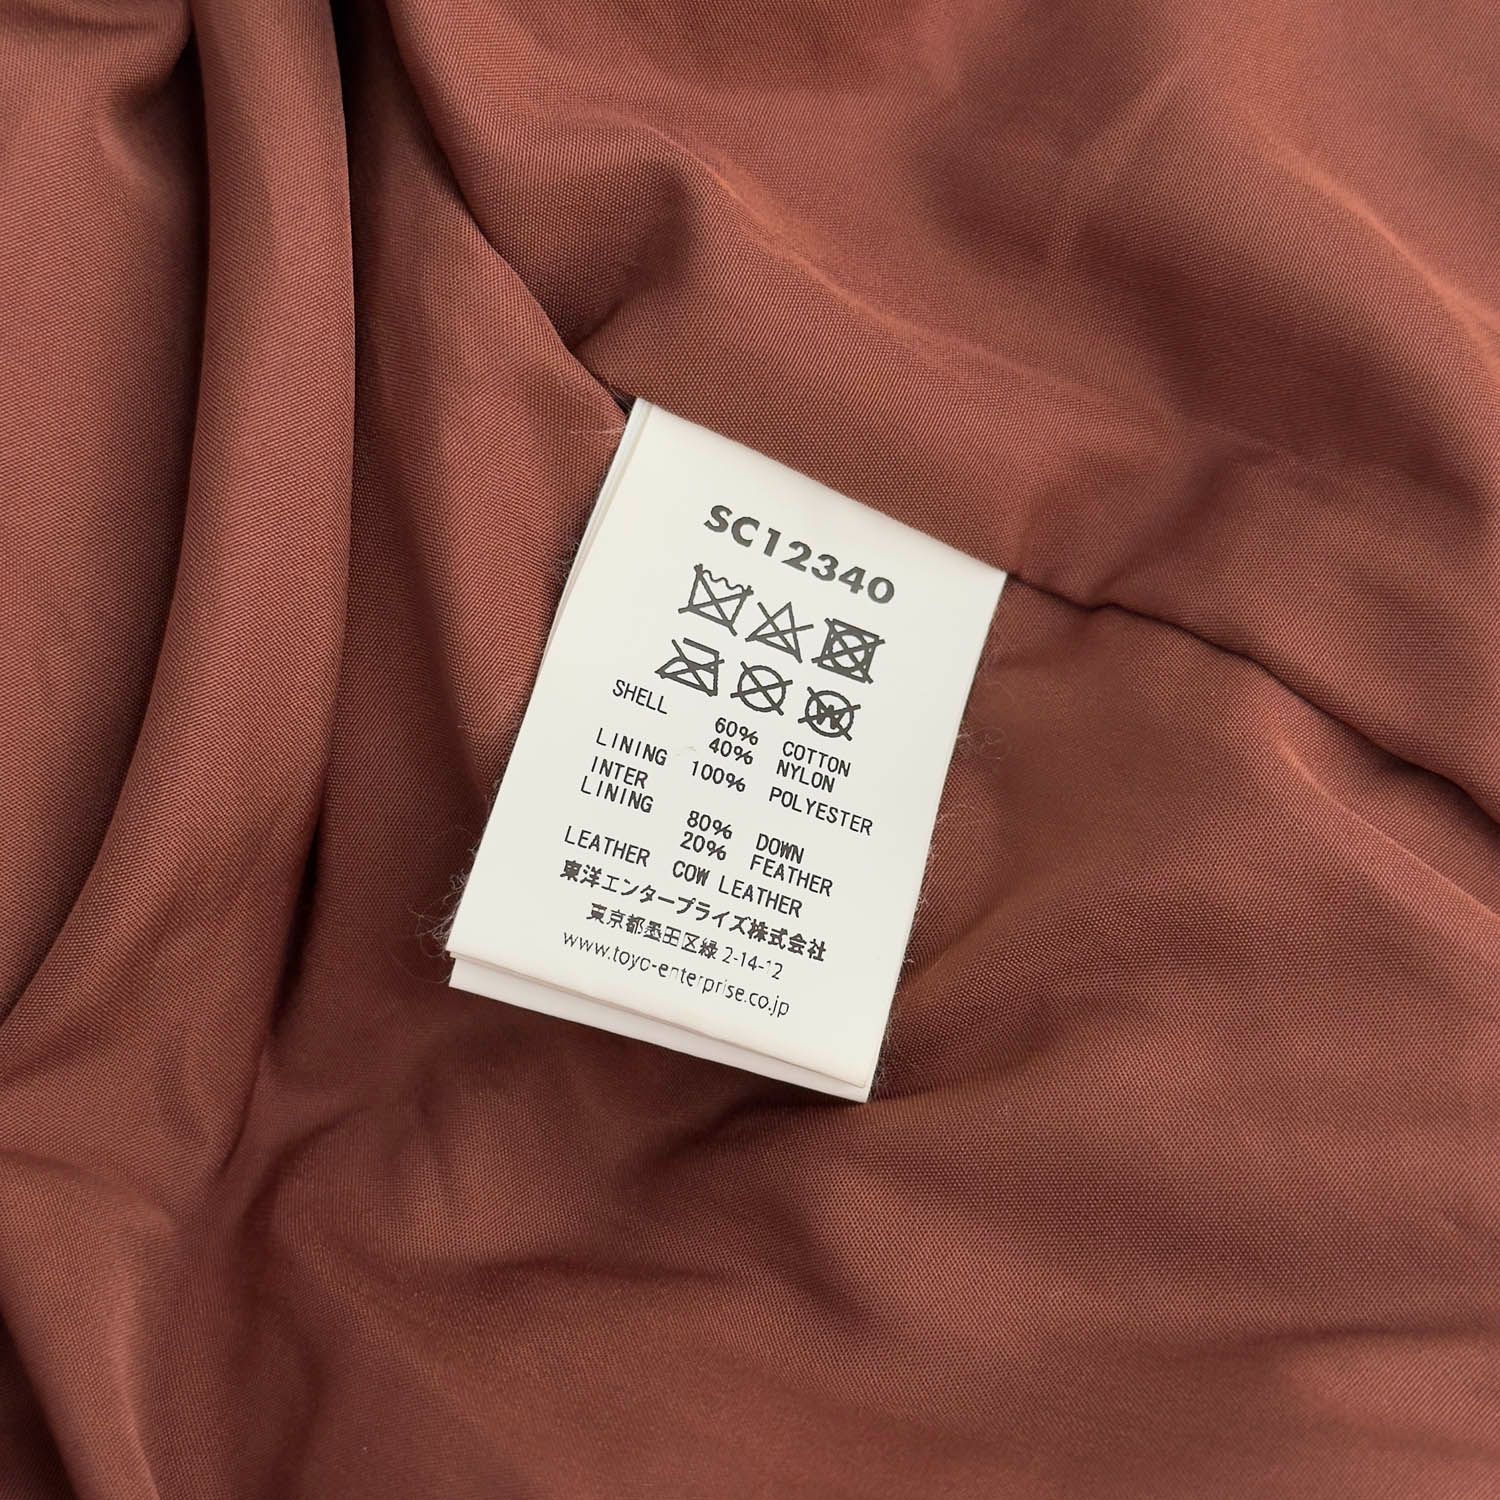 SC12340
SHELL 60% COTTON
40% NYLON
LINING 100% POLYESTER
INTER
LINING 80% DOWN
20% FEATHER
LEATHER COW LEATHER
東洋エンタープライズ株式会社
東京都墨田区緑 2-14-12
www.toyo-enterprise.co.jp